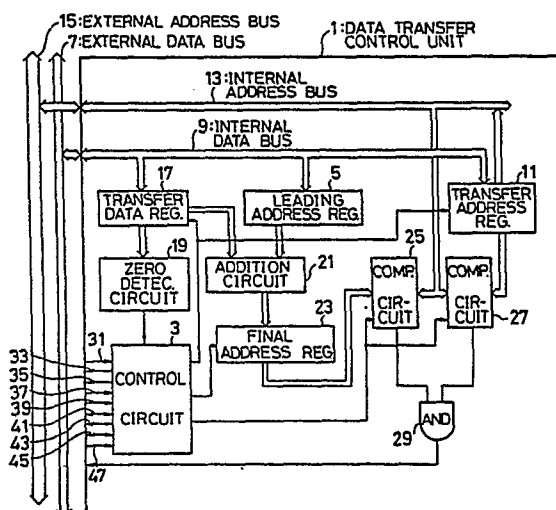 15:EXTERNAL ADDRESS BUS
7:EXTERNAL DATA BUS
1:DATA TRANSFER
CONTROL UNIT
13:INTERNAL
ADDRESS BUS
9:INTERNAL
DATA BUS
17
TRANSFER
DATA REG.
5
LEADING
ADDRESS REG.
11
TRANSFER
ADDRESS
REG.
19
ZERO
DETEC.
CIRCUIT
ADDITION
CIRCUIT
21
25
COMP.
CIR-
CUIT
COMP.
CIR-
CUIT
27
23
FINAL
ADDRESS REG.
3
CONTROL
CIRCUIT
31
33
35
37
39
41
43
45
47
AND
29